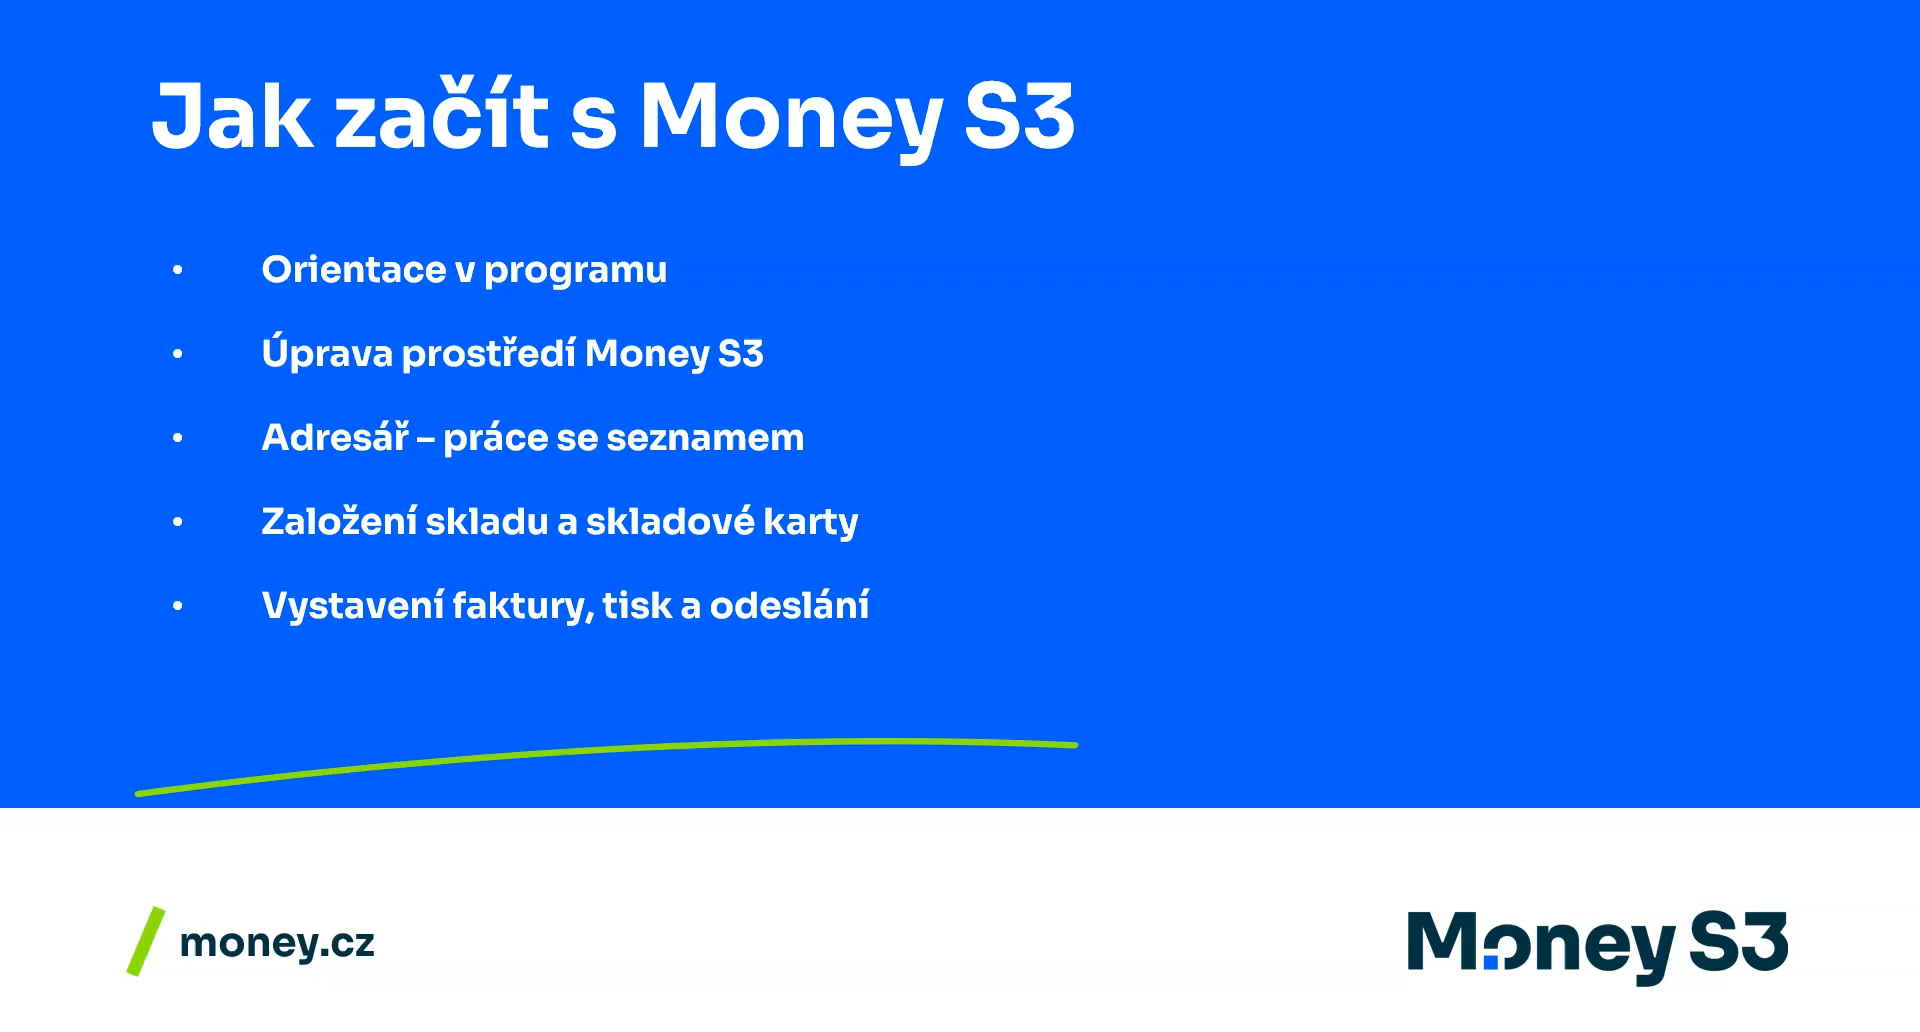 Jak začít s Money S3
• Orientace v programu
• Úprava prostředí Money S3
• Adresář – práce se seznamem
• Založení skladu a skladové karty
• Vystavení faktury, tisk a odeslání
money.cz
Money S3